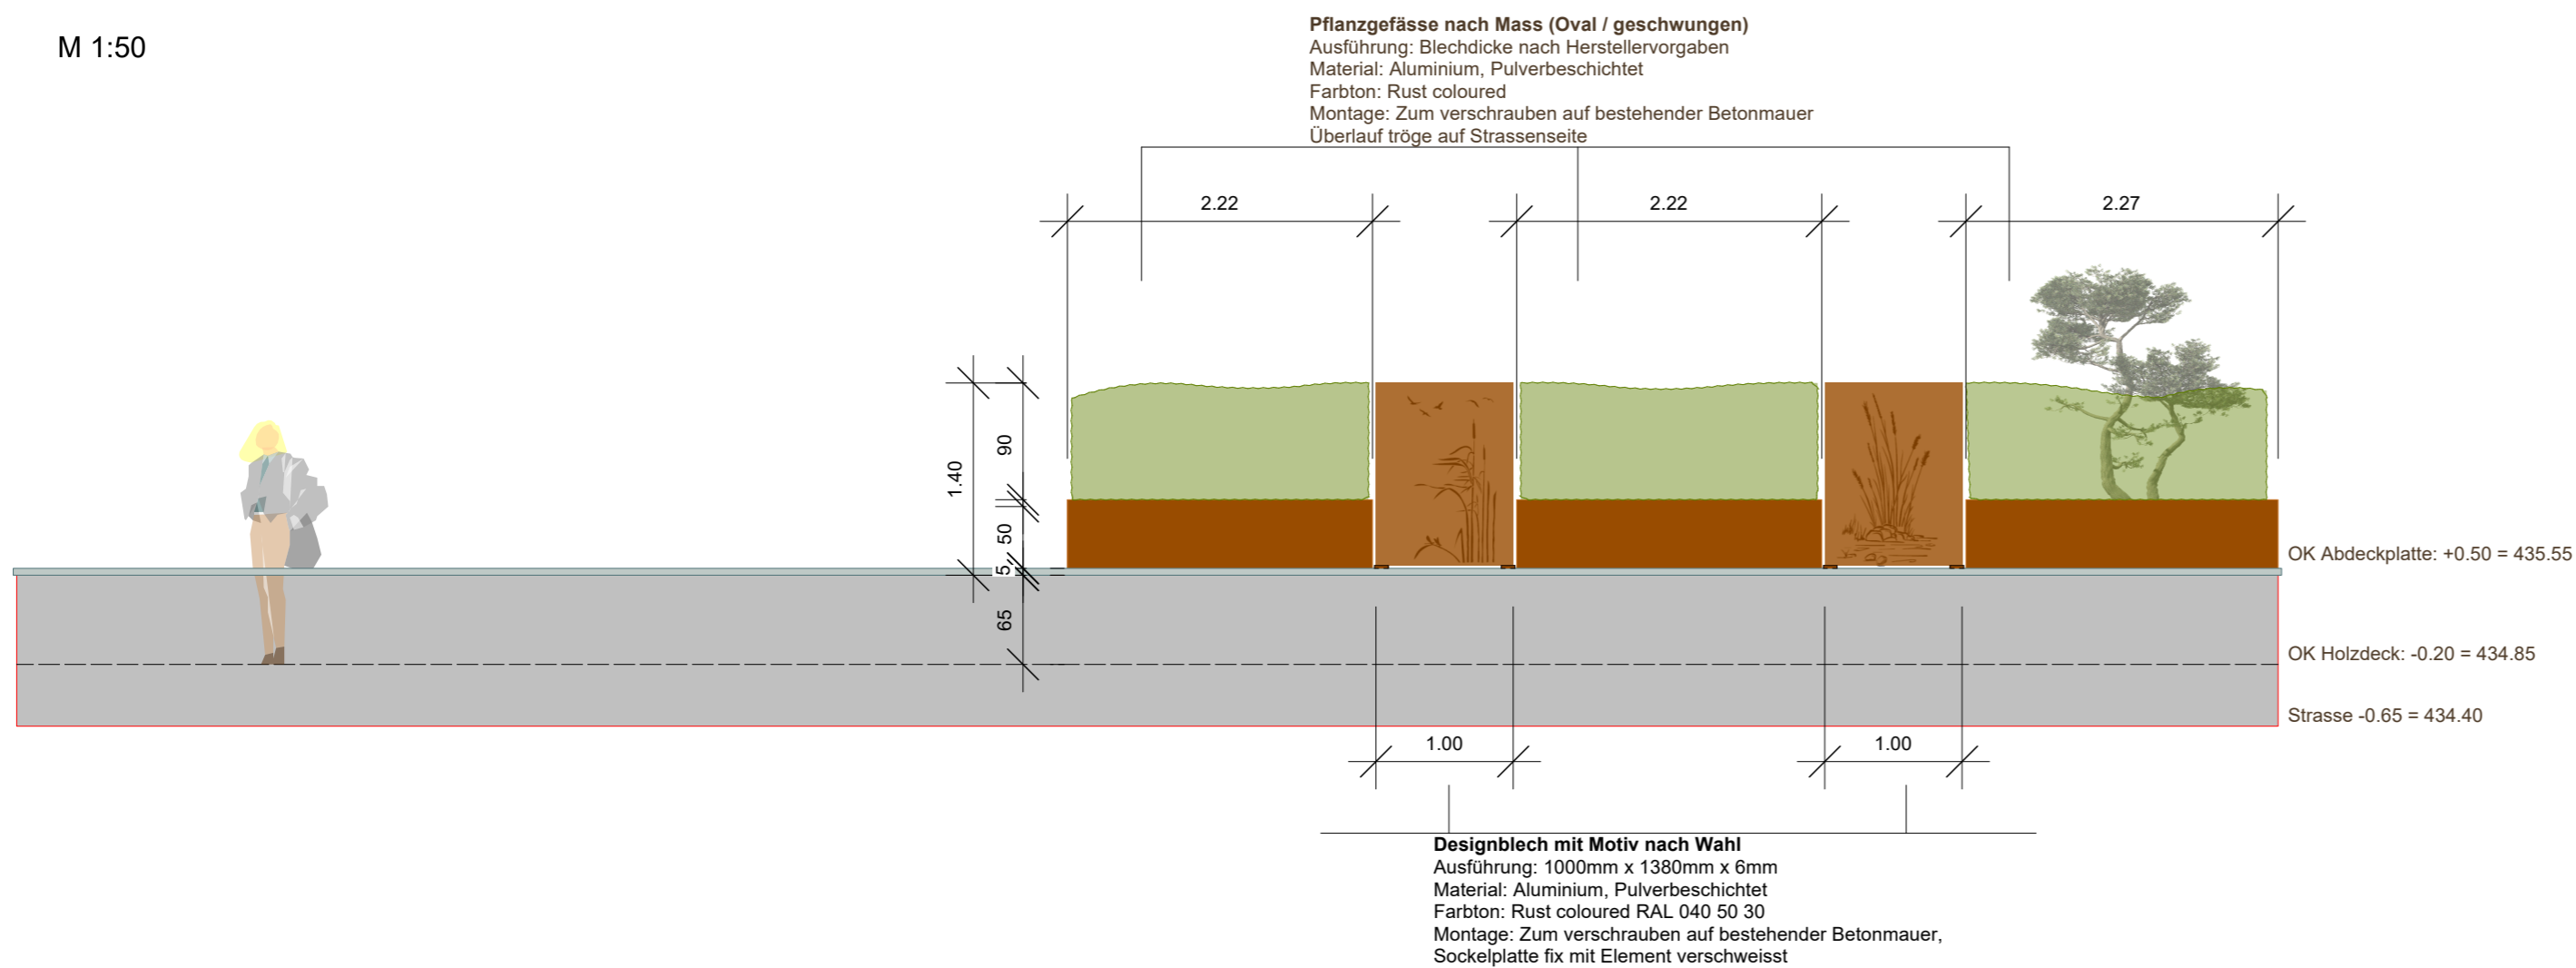 M 1:50
Pflanzgefässe nach Mass (Oval / geschwungen)
Ausführung: Blechdicke nach Herstellervorgaben
Material: Aluminium, Pulverbeschichtet
Farbton: Rust coloured
Montage: Zum verschrauben auf bestehender Betonmauer
Überlauf tröge auf Strassenseite
2.22
2.22
2.27
1.40
90
50
5
65
OK Abdeckplatte: +0.50 = 435.55
OK Holzdeck: -0.20 = 434.85
Strasse -0.65 = 434.40
1.00
1.00
Designblech mit Motiv nach Wahl
Ausführung: 1000mm x 1380mm x 6mm
Material: Aluminium, Pulverbeschichtet
Farbton: Rust coloured RAL 040 50 30
Montage: Zum verschrauben auf bestehender Betonmauer,
Sockelplatte fix mit Element verschweisst